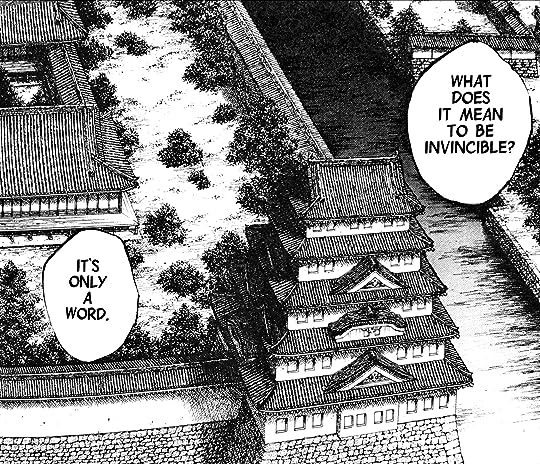 WHAT
DOES
IT MEAN
TO BE
INVINCIBLE?
IT'S
ONLY
A
WORD.